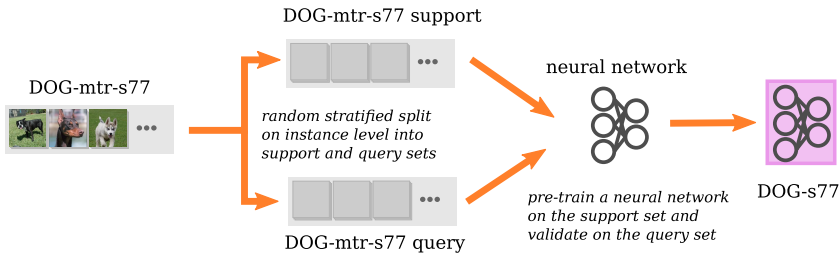 DOG-mtr-s77
DOG-mtr-s77 support
random stratified split
on instance level into
support and query sets
DOG-mtr-s77 query
neural network
pre-train a neural network
on the support set and
validate on the query set
DOG-s77